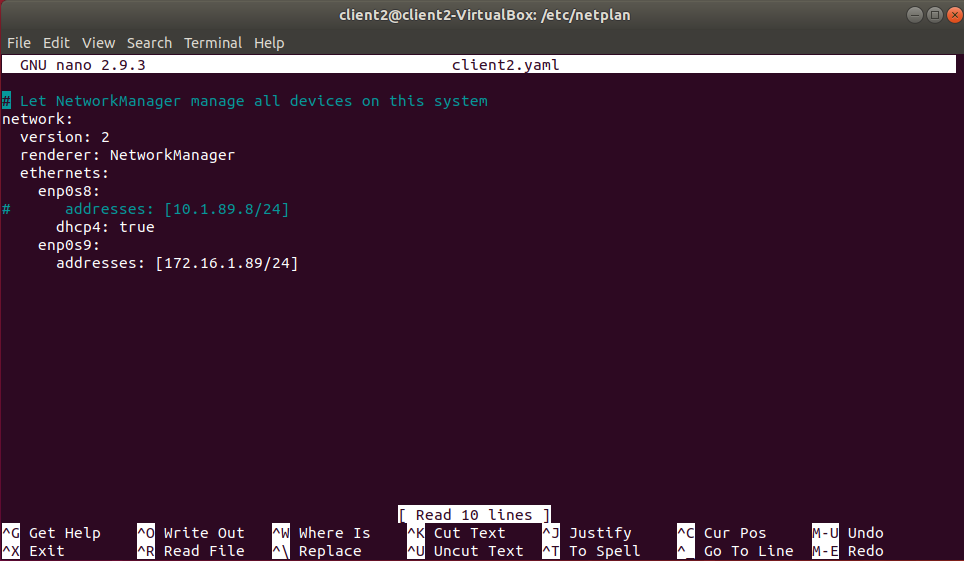 client2@client2-VirtualBox: /etc/netplan
File Edit View Search Terminal Help
GNU nano 2.9.3 client2.yaml
# Let NetworkManager manage all devices on this system
network:
  version: 2
  renderer: NetworkManager
  ethernets:
    enp0s8:
#      addresses: [10.1.89.8/24]
      dhcp4: true
    enp0s9:
      addresses: [172.16.1.89/24]
[ Read 10 lines ]
^G Get Help ^O Write Out ^W Where Is ^K Cut Text ^J Justify ^C Cur Pos M-U Undo
^X Exit ^R Read File ^\ Replace ^U Uncut Text ^T To Spell ^_ Go To Line M-E Redo